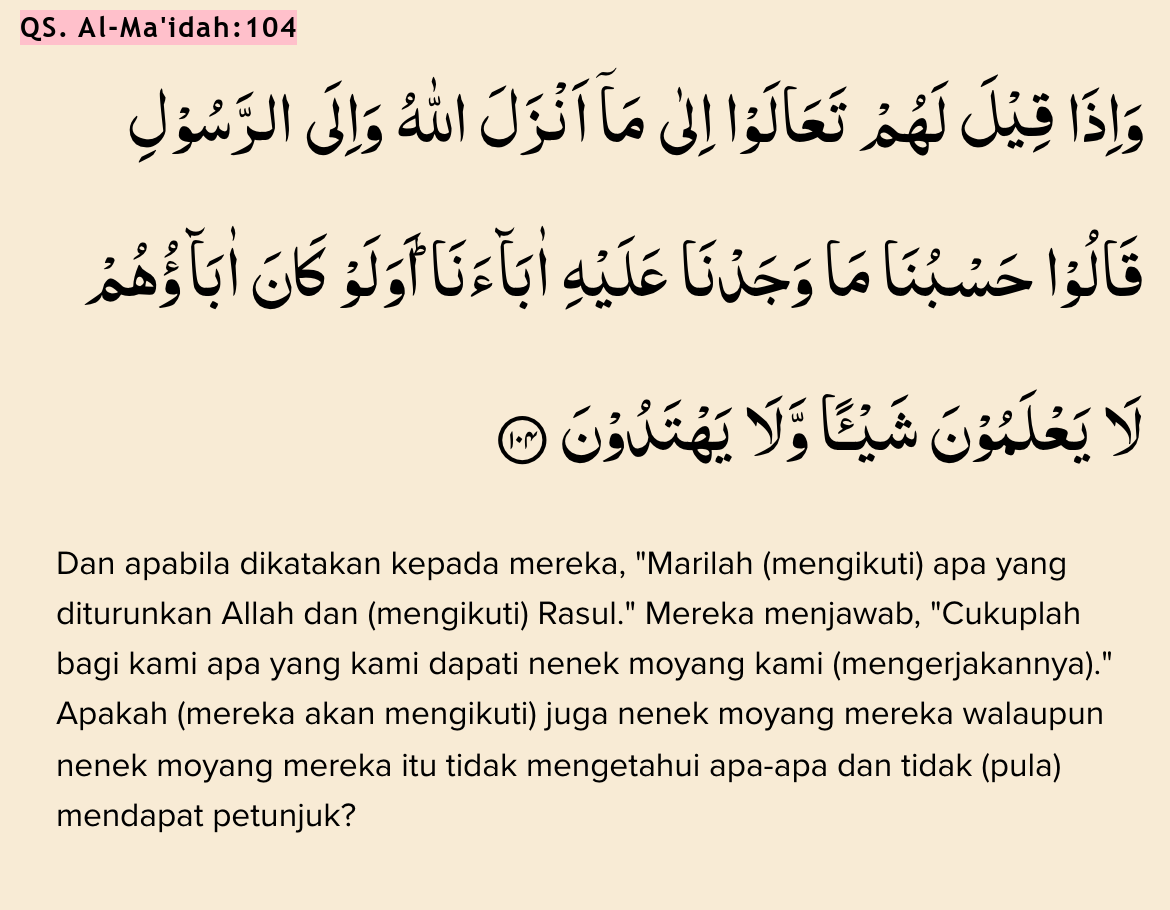 QS. Al-Ma'idah:104
وَاِذَا قِيْلَ لَهُمْ تَعَالَوْا اِلٰى مَآ اَنْزَلَ اللّٰهُ وَاِلَى الرَّسُوْلِ
قَالُوْا حَسْبُنَا مَا وَجَدْنَا عَلَيْهِ اٰبَاۤءَنَا ۗ اَوَلَوْ كَانَ اٰبَاۤؤُهُمْ
لَا يَعْلَمُوْنَ شَيْـًٔا وَّلَا يَهْتَدُوْنَ ١٠٤
Dan apabila dikatakan kepada mereka, "Marilah (mengikuti) apa yang
diturunkan Allah dan (mengikuti) Rasul." Mereka menjawab, "Cukuplah
bagi kami apa yang kami dapati nenek moyang kami (mengerjakannya)."
Apakah (mereka akan mengikuti) juga nenek moyang mereka walaupun
nenek moyang mereka itu tidak mengetahui apa-apa dan tidak (pula)
mendapat petunjuk?